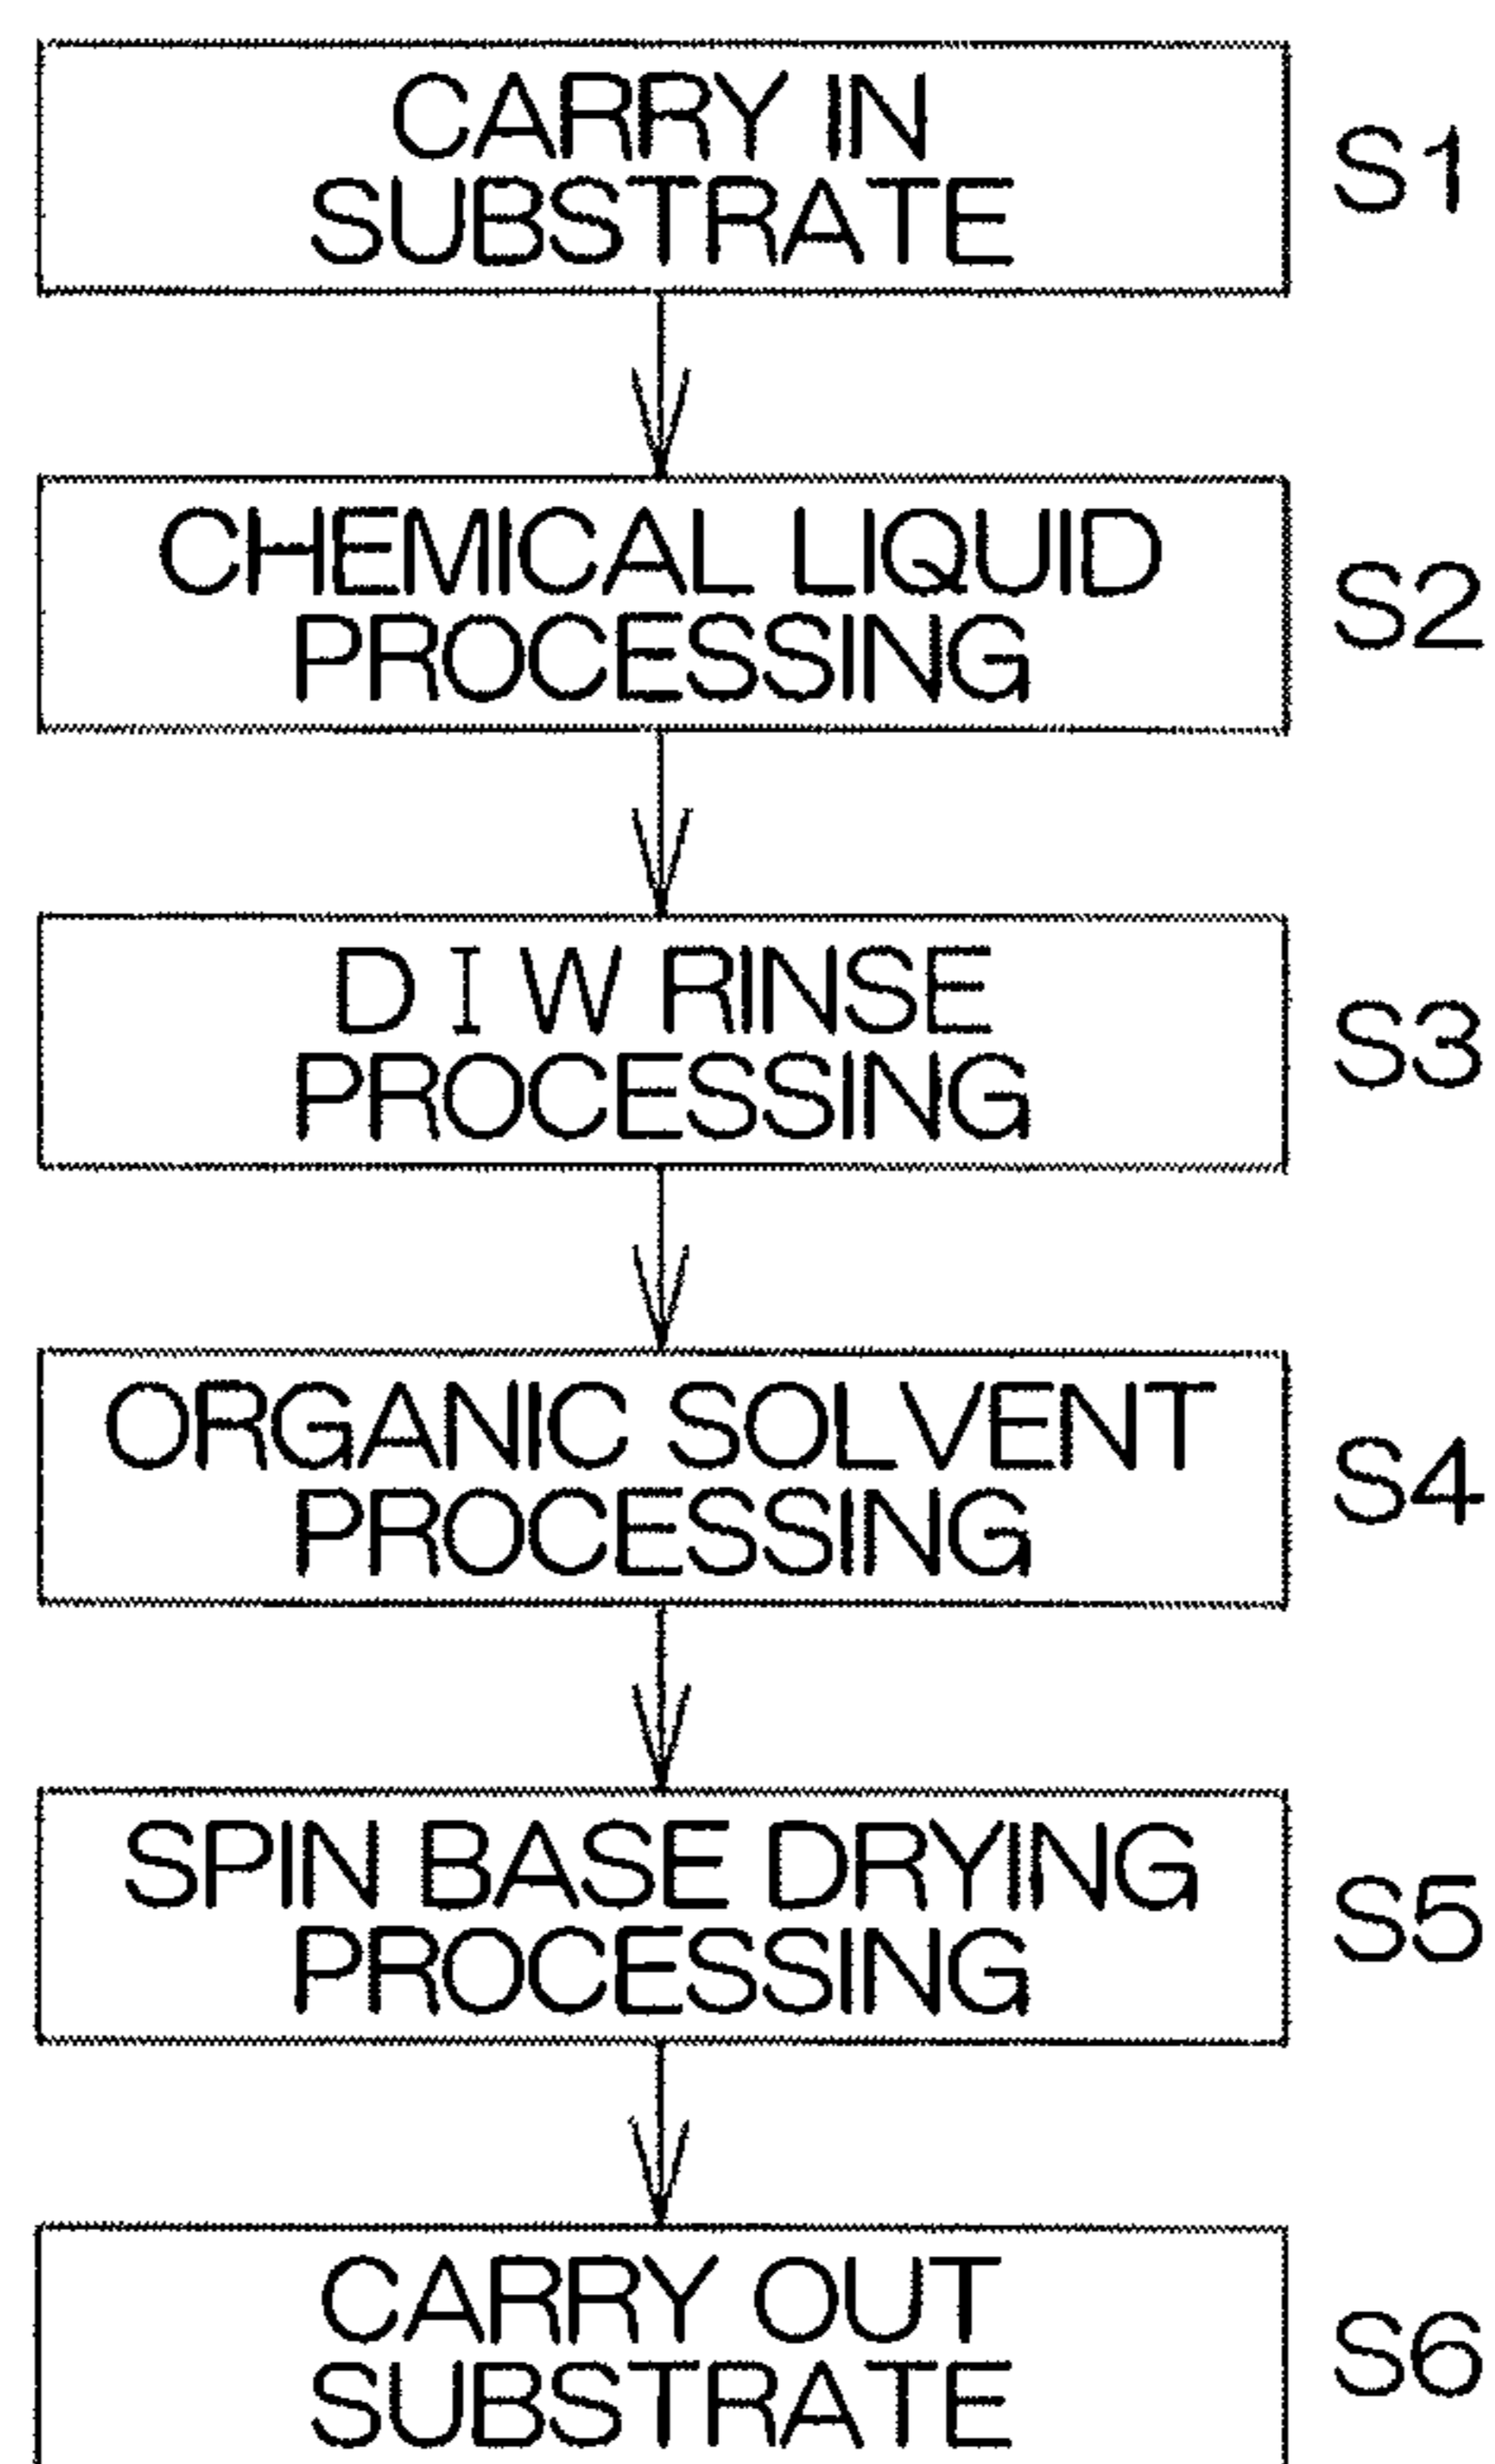 CARRY IN
SUBSTRATE
S1
CHEMICAL LIQUID
PROCESSING
S2
D I W RINSE
PROCESSING
S3
ORGANIC SOLVENT
PROCESSING
S4
SPIN BASE DRYING
PROCESSING
S5
CARRY OUT
SUBSTRATE
S6